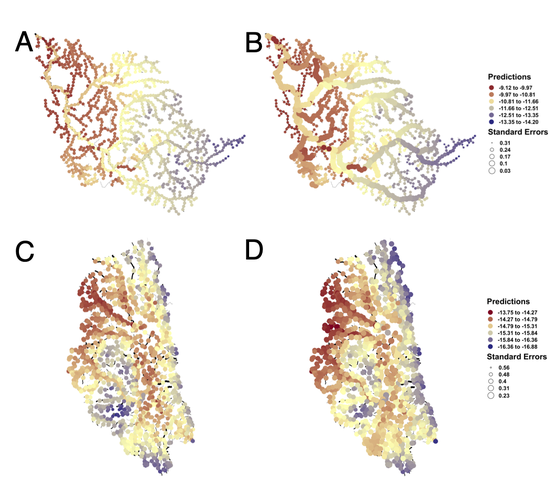 A
B
Predictions
-9.12 to -9.97
-9.97 to -10.81
-10.81 to -11.66
-11.66 to -12.51
-12.51 to -13.35
-13.35 to -14.20
Standard Errors
0.31
0.24
0.17
0.1
0.03
C
D
Predictions
-13.75 to -14.27
-14.27 to -14.79
-14.79 to -15.31
-15.31 to -15.84
-15.84 to -16.36
-16.36 to -16.88
Standard Errors
0.56
0.48
0.4
0.31
0.23